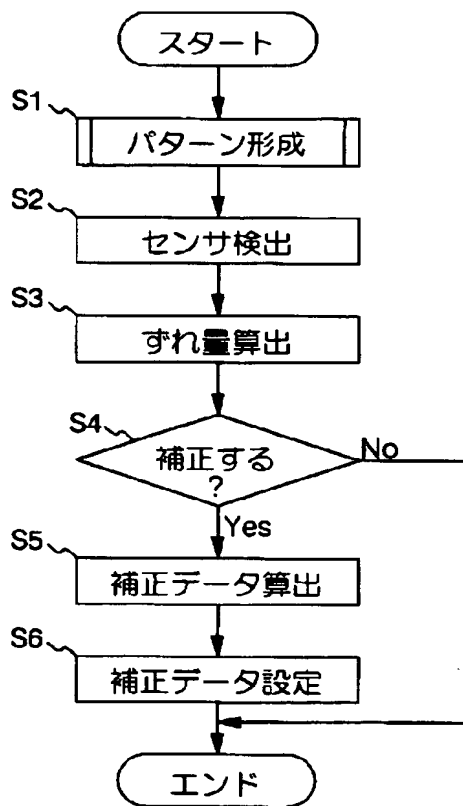 スタート
S1
パターン形成
S2
センサ検出
S3
ずれ量算出
S4
補正する
?
No
Yes
S5
補正データ算出
S6
補正データ設定
エンド